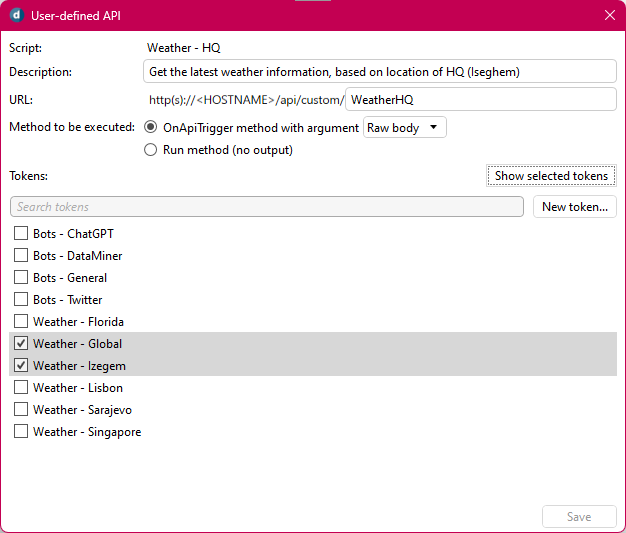 User-defined API
Script: Weather - HQ
Description: Get the latest weather information, based on location of HQ (Iseghem)
URL: http(s)://<HOSTNAME>/api/custom/ WeatherHQ
Method to be executed: OnApiTrigger method with argument Raw body
Run method (no output)
Tokens: Show selected tokens
Search tokens New token...
Bots - ChatGPT
Bots - DataMiner
Bots - General
Bots - Twitter
Weather - Florida
Weather - Global
Weather - Izegem
Weather - Lisbon
Weather - Sarajevo
Weather - Singapore
Save